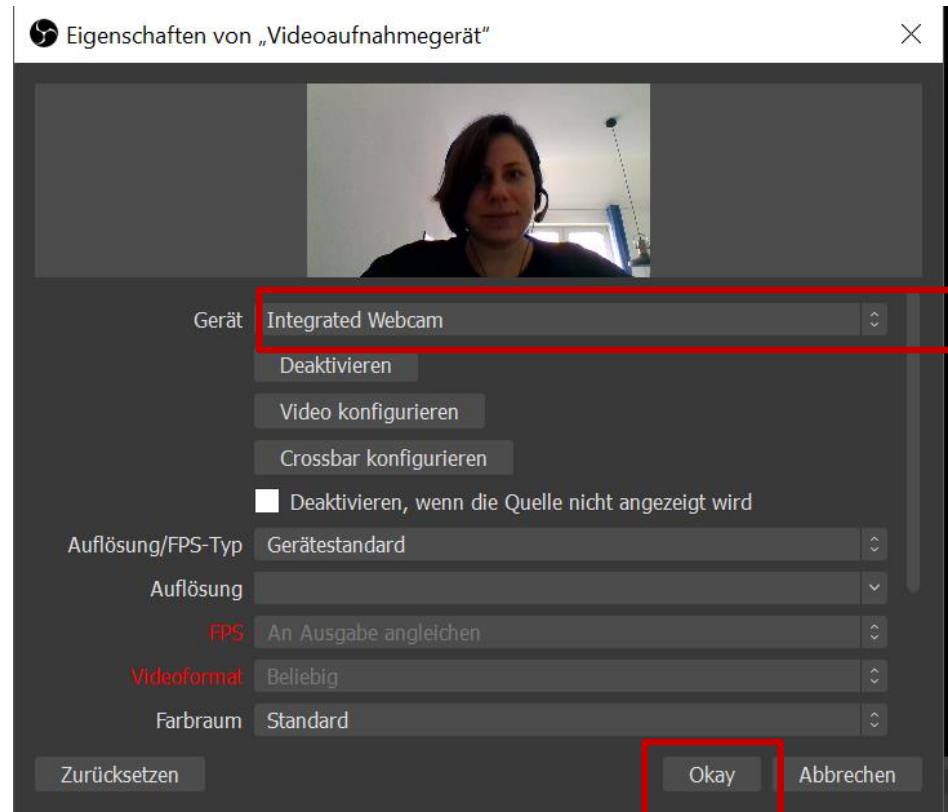 Eigenschaften von „Videoaufnahmegerät“
Gerät Integrated Webcam
Deaktivieren
Video konfigurieren
Crossbar konfigurieren
Deaktivieren, wenn die Quelle nicht angezeigt wird
Auflösung/FPS-Typ Gerätestandard
Auflösung
FPS An Ausgabe angleichen
Videoformat Beliebig
Farbraum Standard
Zurücksetzen Okay Abbrechen